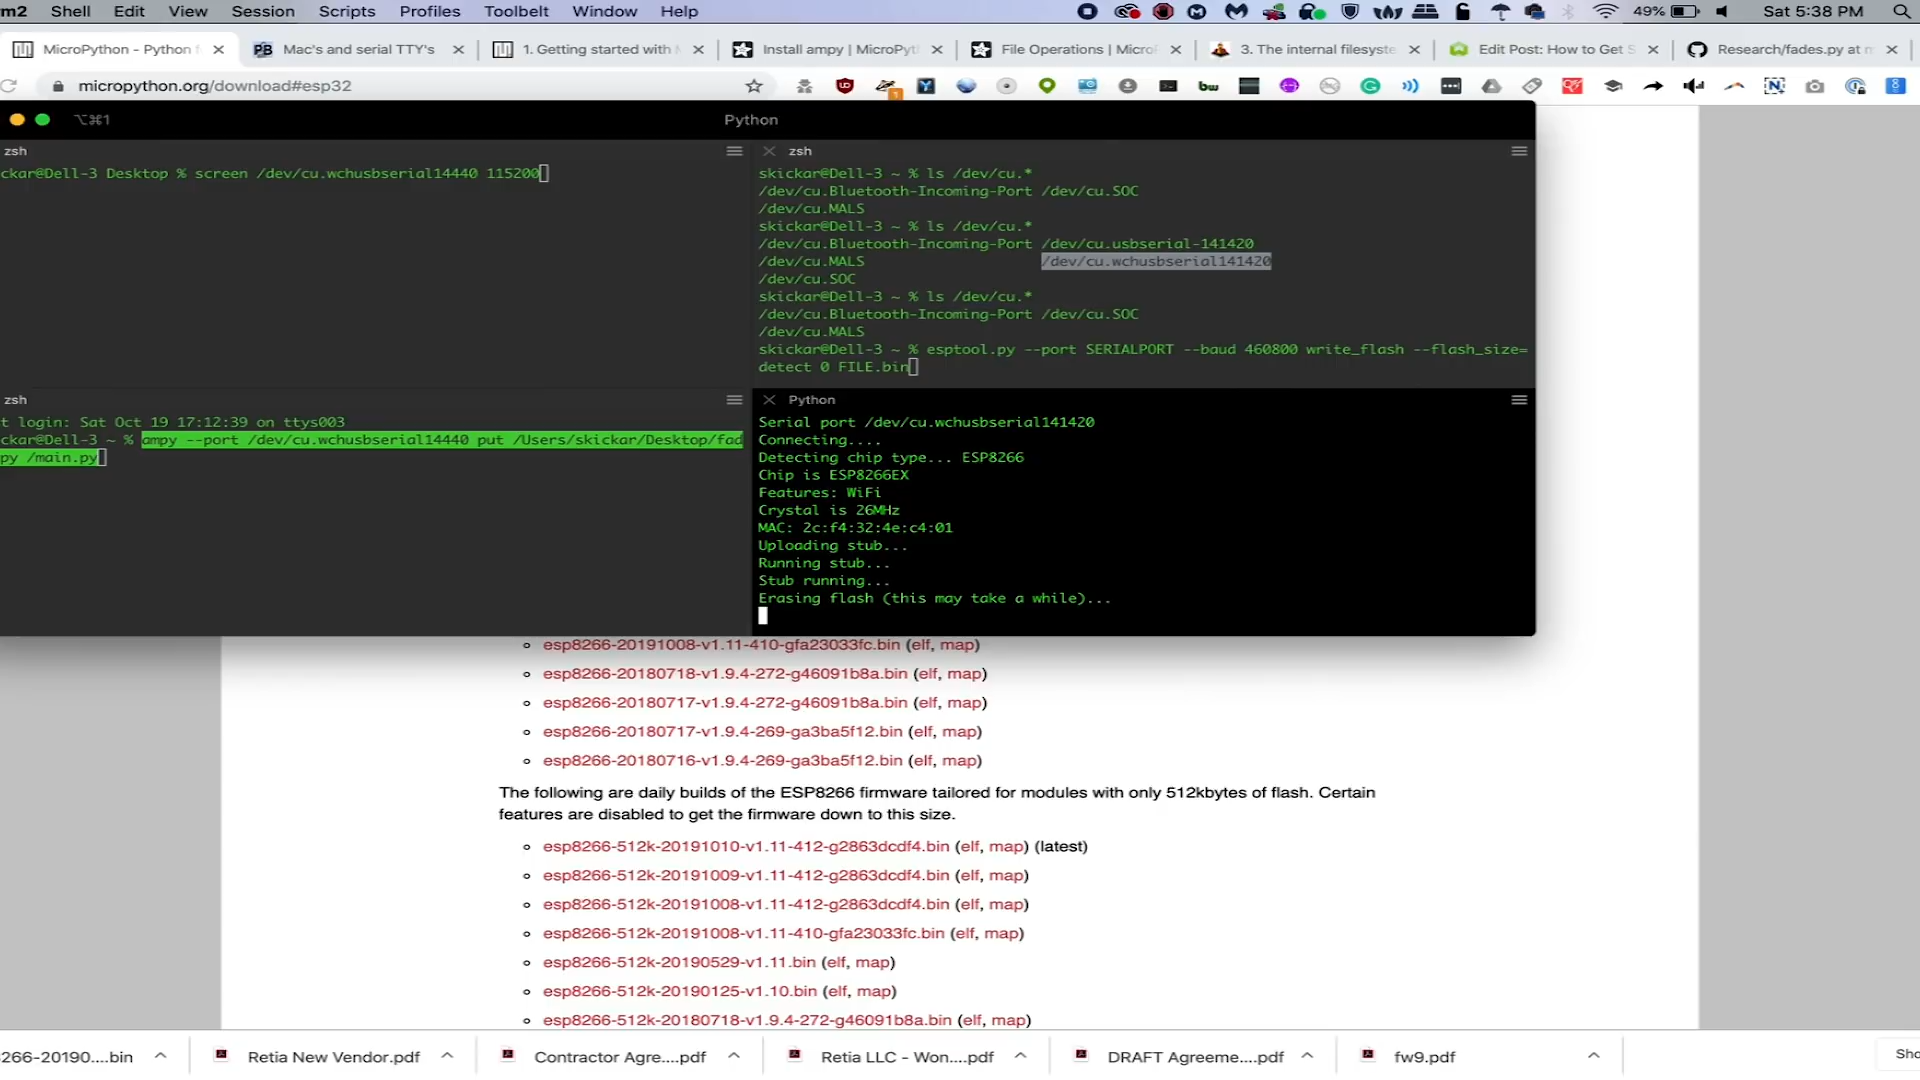 m2 Shell Edit View Session Scripts Profiles Toolbelt Window Help 49% Sat 5:38 PM
MicroPython - Python f PB Mac's and serial TTY's 1. Getting started with M Install ampy | MicroPyt File Operations | Micro 3. The internal filesyste Edit Post: How to Get S Research/fades.py at m
micropython.org/download#esp32
⌥⌘1 Python
zsh
ckar@Dell-3 Desktop % screen /dev/cu.wchusbserial14440 115200
zsh
skickar@Dell-3 ~ % ls /dev/cu.*
/dev/cu.Bluetooth-Incoming-Port /dev/cu.SOC
/dev/cu.MALS
skickar@Dell-3 ~ % ls /dev/cu.*
/dev/cu.Bluetooth-Incoming-Port /dev/cu.usbserial-141420
/dev/cu.MALS /dev/cu.wchusbserial141420
/dev/cu.SOC
skickar@Dell-3 ~ % ls /dev/cu.*
/dev/cu.Bluetooth-Incoming-Port /dev/cu.SOC
/dev/cu.MALS
skickar@Dell-3 ~ % esptool.py --port SERIALPORT --baud 460800 write_flash --flash_size=
detect 0 FILE.bin
zsh
t login: Sat Oct 19 17:12:39 on ttys003
ckar@Dell-3 ~ % ampy --port /dev/cu.wchusbserial14440 put /Users/skickar/Desktop/fad
py /main.py
Python
Serial port /dev/cu.wchusbserial141420
Connecting....
Detecting chip type... ESP8266
Chip is ESP8266EX
Features: WiFi
Crystal is 26MHz
MAC: 2c:f4:32:4e:c4:01
Uploading stub...
Running stub...
Stub running...
Erasing flash (this may take a while)...
esp8266-20191008-v1.11-410-gfa23033fc.bin (elf, map)
esp8266-20180718-v1.9.4-272-g46091b8a.bin (elf, map)
esp8266-20180717-v1.9.4-272-g46091b8a.bin (elf, map)
esp8266-20180717-v1.9.4-269-ga3ba5f12.bin (elf, map)
esp8266-20180716-v1.9.4-269-ga3ba5f12.bin (elf, map)
The following are daily builds of the ESP8266 firmware tailored for modules with only 512kbytes of flash. Certain
features are disabled to get the firmware down to this size.
esp8266-512k-20191010-v1.11-412-g2863dcdf4.bin (elf, map) (latest)
esp8266-512k-20191009-v1.11-412-g2863dcdf4.bin (elf, map)
esp8266-512k-20191008-v1.11-412-g2863dcdf4.bin (elf, map)
esp8266-512k-20191008-v1.11-410-gfa23033fc.bin (elf, map)
esp8266-512k-20190529-v1.11.bin (elf, map)
esp8266-512k-20190125-v1.10.bin (elf, map)
esp8266-512k-20180718-v1.9.4-272-g46091b8a.bin (elf, map)
266-20190....bin Retia New Vendor.pdf Contractor Agre....pdf Retia LLC - Won....pdf DRAFT Agreeme....pdf fw9.pdf Sho